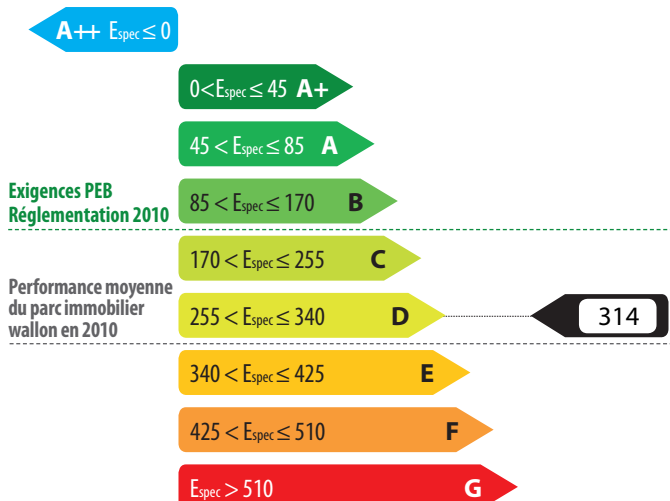 A++ Espec ≤ 0
0<Espec ≤ 45 A+
45 < Espec ≤ 85 A
Exigences PEB
Réglementation 2010
85 < Espec ≤ 170 B
170 < Espec ≤ 255 C
Performance moyenne
du parc immobilier
wallon en 2010
255 < Espec ≤ 340 D
314
340 < Espec ≤ 425 E
425 < Espec ≤ 510 F
Espec > 510 G